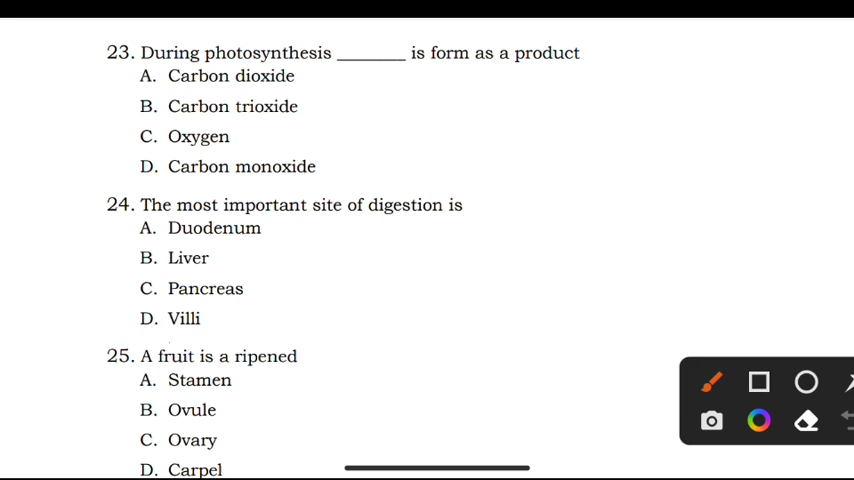 23. During photosynthesis _______ is form as a product
A. Carbon dioxide
B. Carbon trioxide
C. Oxygen
D. Carbon monoxide
24. The most important site of digestion is
A. Duodenum
B. Liver
C. Pancreas
D. Villi
25. A fruit is a ripened
A. Stamen
B. Ovule
C. Ovary
D. Carpel